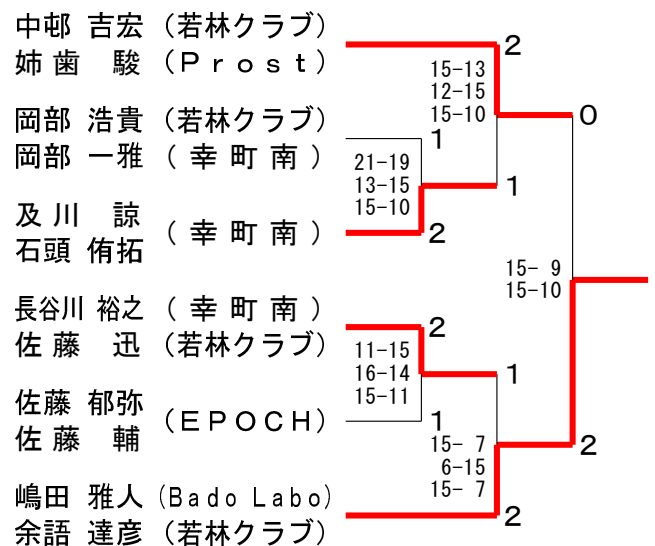 中邨 吉宏 (若林クラブ)
姉歯 駿 (Prost)
2
15-13
12-15
15-10
0
岡部 浩貴 (若林クラブ)
岡部 一雅 (幸町南)
1
21-19
13-15
15-10
1
及川 諒
石頭 侑拓 (幸町南)
2
15- 9
15-10
長谷川 裕之 (幸町南)
佐藤 迅 (若林クラブ)
2
11-15
16-14
15-11
1
佐藤 郁弥
佐藤 輔 (EPOCH)
1
15- 7
6-15
15- 7
2
嶋田 雅人 (Bado Labo)
余語 達彦 (若林クラブ)
2